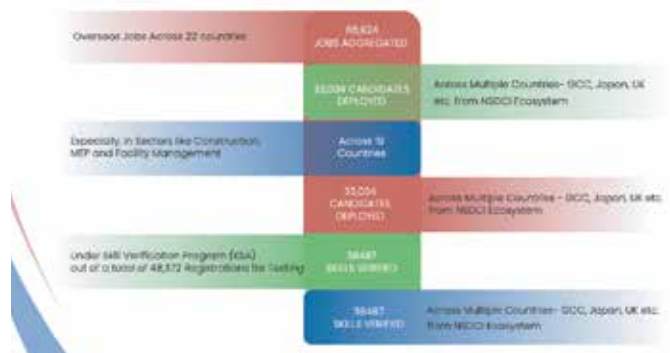 Overseas Jobs Across 22 countries
JOBS AGGREGATED
CANDIDATES
DEPLOYED
Across Multiple Countries- GCC, Japan, UK
etc. from NSDCI Ecosystem
Especially, in Sectors like Construction,
MEP and Facility Management
Across 19
Countries
CANDIDATES
DEPLOYED
Across Multiple Countries - GCC, Japan, UK etc.
from NSDCI Ecosystem
Under Skill Verification Program (KSA)
out of a total of Registrations for Testing
SKILLS VERIFIED
SKILLS VERIFIED
Across Multiple Countries- GCC, Japan, UK etc.
from NSDCI Ecosystem